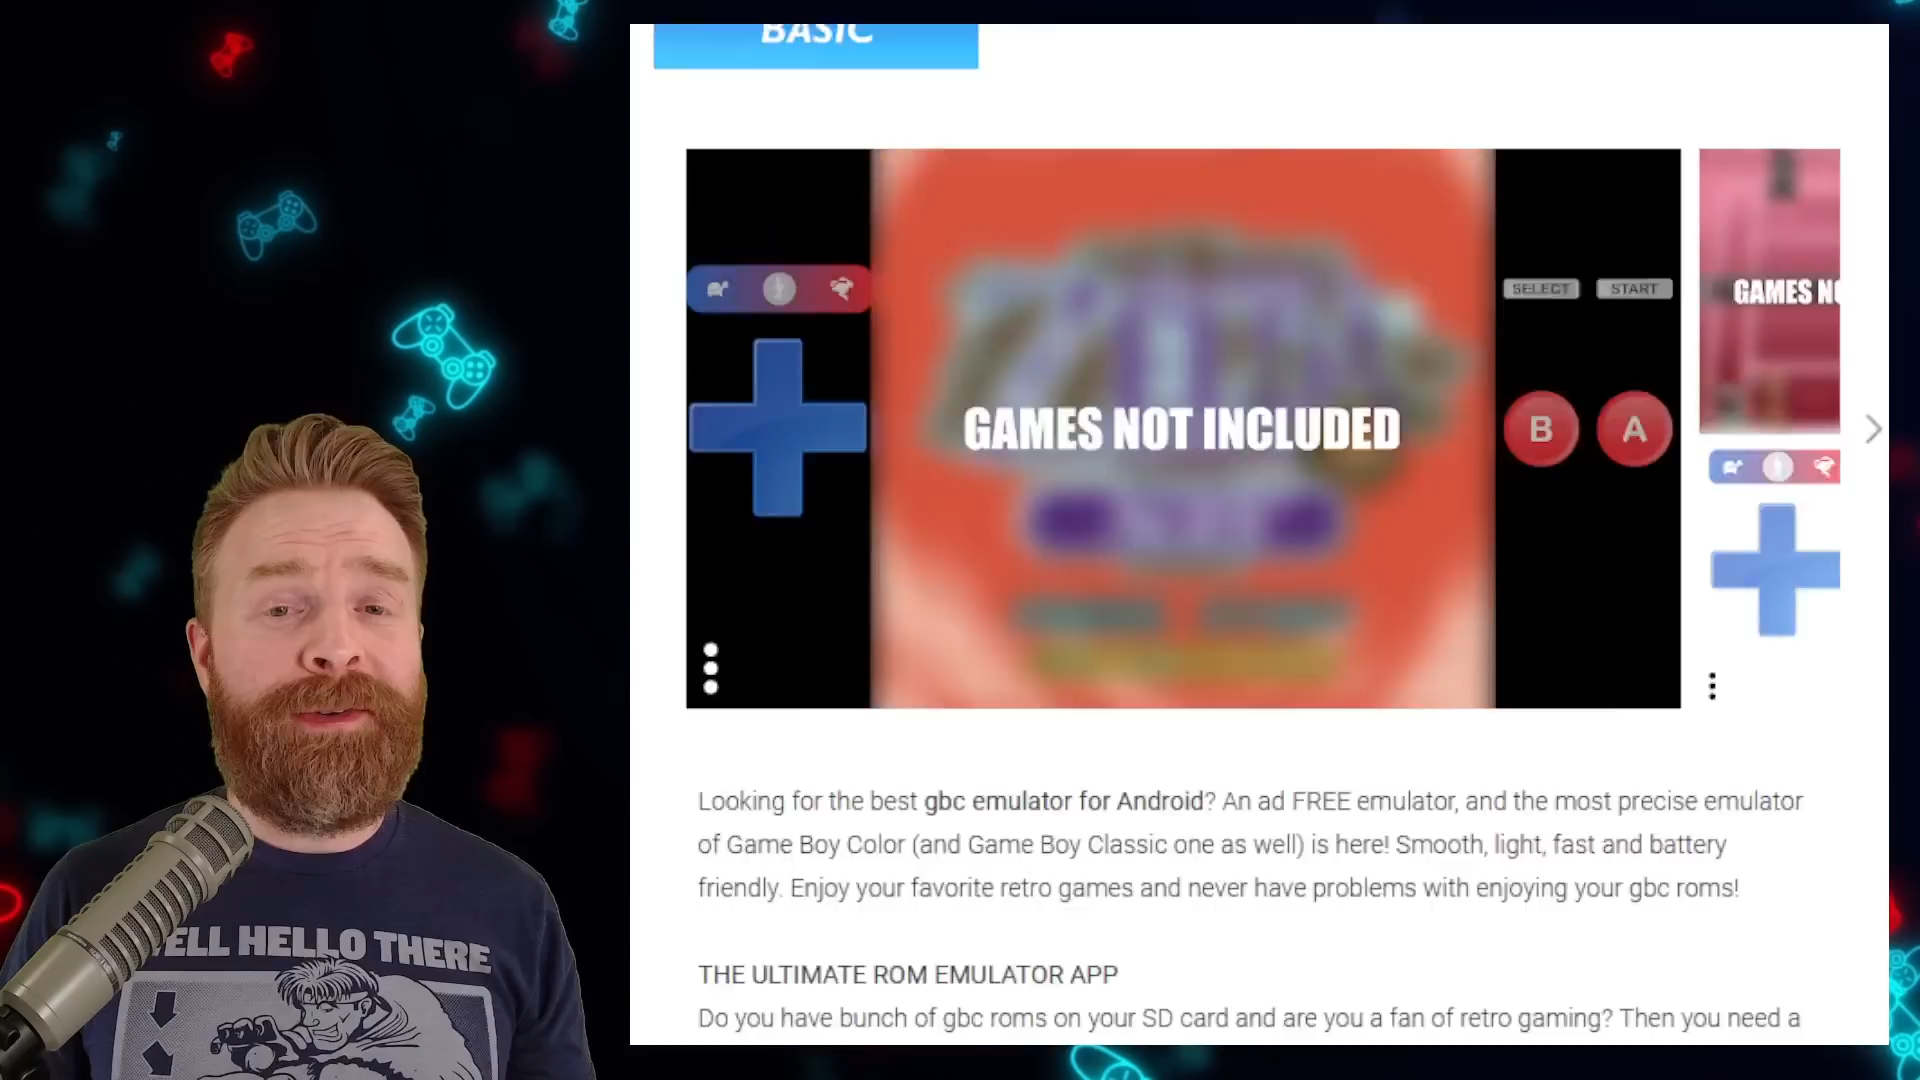 BASIC
SELECT START
GAMES NOT INCLUDED
B A
GAMES NO
Looking for the best gbc emulator for Android? An ad FREE emulator, and the most precise emulator
of Game Boy Color (and Game Boy Classic one as well) is here! Smooth, light, fast and battery
friendly. Enjoy your favorite retro games and never have problems with enjoying your gbc roms!
THE ULTIMATE ROM EMULATOR APP
Do you have bunch of gbc roms on your SD card and are you a fan of retro gaming? Then you need a
ELL HELLO THERE